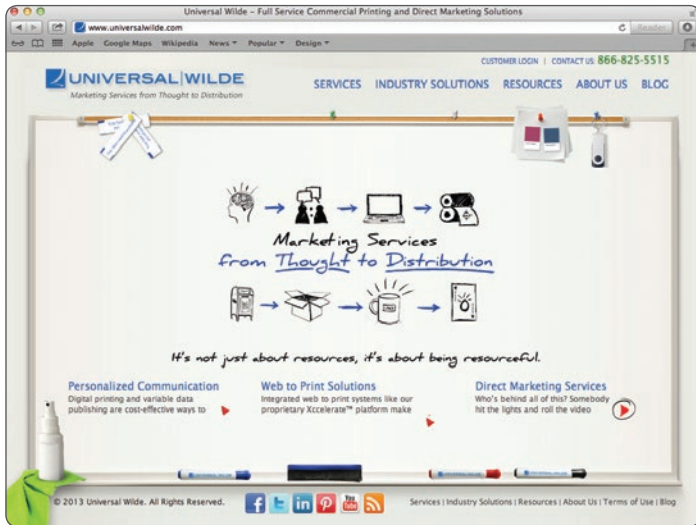 Universal Wilde – Full Service Commercial Printing and Direct Marketing Solutions
www.universalwilde.com
Reader
Apple Google Maps Wikipedia News Popular Design
CUSTOMER LOGIN | CONTACT US: 866-825-5515
UNIVERSAL|WILDE
Marketing Services from Thought to Distribution
SERVICES INDUSTRY SOLUTIONS RESOURCES ABOUT US BLOG
Marketing Services
from Thought to Distribution
It's not just about resources, it's about being resourceful.
Personalized Communication
Digital printing and variable data
publishing are cost-effective ways to
Web to Print Solutions
Integrated web to print systems like our
proprietary Xccelerate™ platform make
Direct Marketing Services
Who's behind all of this? Somebody
hit the lights and roll the video
© 2013 Universal Wilde. All Rights Reserved.
You
Tube
Services | Industry Solutions | Resources | About Us | Terms of Use | Blog